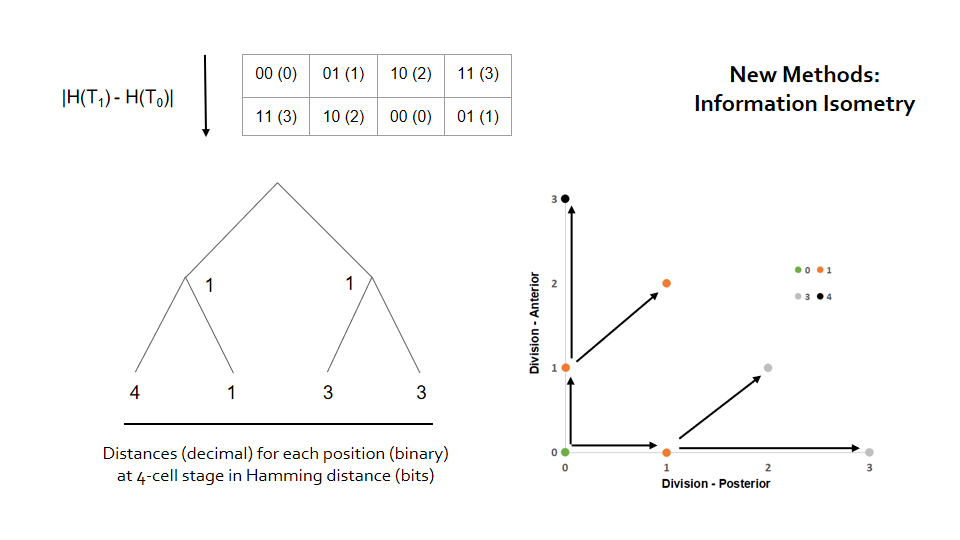 New Methods:
Information Isometry
|H(T₁) - H(T₀)|
00 (0) 01 (1) 10 (2) 11 (3)
11 (3) 10 (2) 00 (0) 01 (1)
1 1
4 1 3 3
Distances (decimal) for each position (binary)
at 4-cell stage in Hamming distance (bits)
Division - Anterior
3
2
1
0
0 1 2 3
Division - Posterior
0 1
3 4